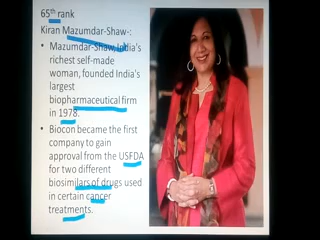 65th rank
Kiran Mazumdar-Shaw-:
• Mazumdar-Shaw, India's
richest self-made
woman, founded India's
largest
biopharmaceutical firm
in 1978.
• Biocon became the first
company to gain
approval from the USFDA
for two different
biosimilars of drugs used
in certain cancer
treatments.